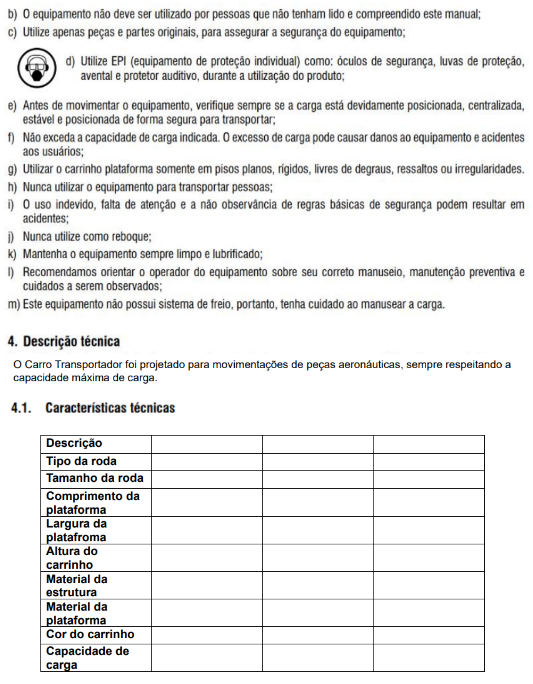 b) O equipamento não deve ser utilizado por pessoas que não tenham lido e compreendido este manual;
c) Utilize apenas peças e partes originais, para assegurar a segurança do equipamento;
d) Utilize EPI (equipamento de proteção individual) como: óculos de segurança, luvas de proteção,
avental e protetor auditivo, durante a utilização do produto;
e) Antes de movimentar o equipamento, verifique sempre se a carga está devidamente posicionada, centralizada,
estável e posicionada de forma segura para transportar;
f) Não exceda a capacidade de carga indicada. O excesso de carga pode causar danos ao equipamento e acidentes
aos usuários;
g) Utilizar o carrinho plataforma somente em pisos planos, rígidos, livres de degraus, ressaltos ou irregularidades.
h) Nunca utilizar o equipamento para transportar pessoas;
i) O uso indevido, falta de atenção e a não observância de regras básicas de segurança podem resultar em
acidentes;
j) Nunca utilize como reboque;
k) Mantenha o equipamento sempre limpo e lubrificado;
l) Recomendamos orientar o operador do equipamento sobre seu correto manuseio, manutenção preventiva e
cuidados a serem observados;
m) Este equipamento não possui sistema de freio, portanto, tenha cuidado ao manusear a carga.
4. Descrição técnica
O Carro Transportador foi projetado para movimentações de peças aeronáuticas, sempre respeitando a
capacidade máxima de carga.
4.1. Características técnicas
Descrição
Tipo da roda
Tamanho da roda
Comprimento da
plataforma
Largura da
platafroma
Altura do
carrinho
Material da
estrutura
Material da
plataforma
Cor do carrinho
Capacidade de
carga